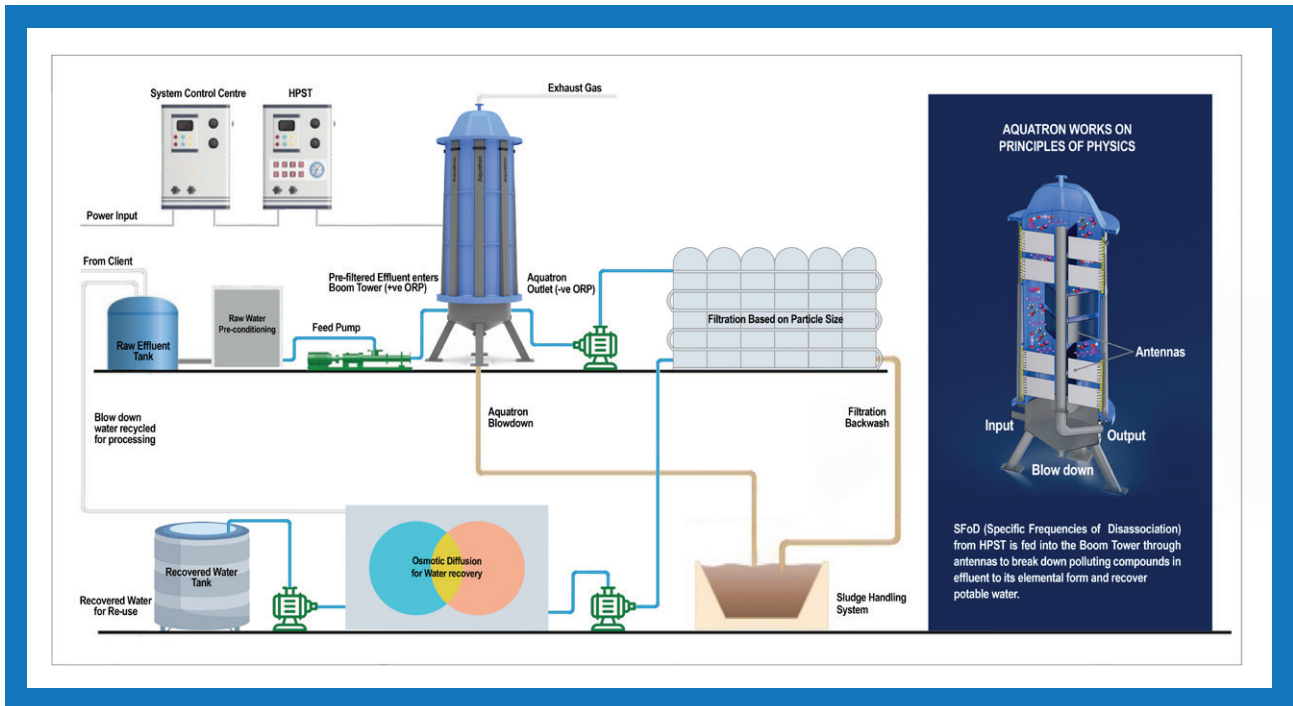 System Control Centre
HPST
Exhaust Gas
Power Input
Aquatron
Aquatron
Aquatron
From Client
Pre-filtered Effluent enters
Boom Tower (+ve ORP)
Aquatron
Outlet (-ve ORP)
Raw Water
Pre-conditioning
Feed Pump
Filtration Based on Particle Size
Raw Effluent
Tank
Blow down
water recycled
for processing
Aquatron
Blowdown
Filtration
Backwash
Osmotic Diffusion
for Water recovery
Recovered Water
Tank
Recovered Water
for Re-use
Sludge Handling
System
AQUATRON WORKS ON
PRINCIPLES OF PHYSICS
Antennas
Input
Output
Blow down
SFoD (Specific Frequencies of Disassociation)
from HPST is fed into the Boom Tower through
antennas to break down polluting compounds in
effluent to its elemental form and recover
potable water.